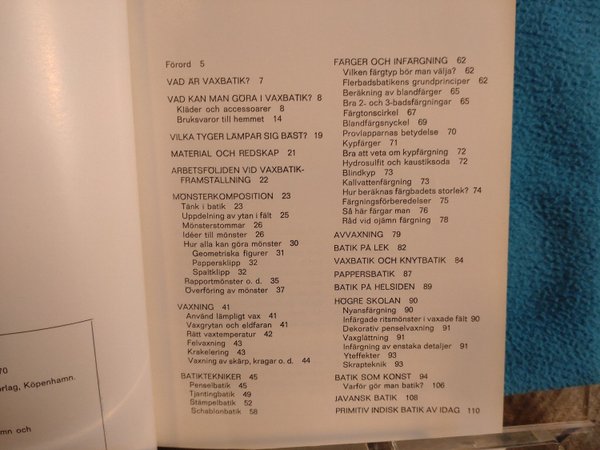 Förord 5
VAD ÄR VAXBATIK? 7
VAD KAN MAN GÖRA I VAXBATIK? 8
Kläder och accessoarer 8
Bruksvaror till hemmet 14
VILKA TYGER LÄMPAR SIG BÄST? 19
MATERIAL OCH REDSKAP 21
ARBETSFÖLJDEN VID VAXBATIK-
FRAMSTÄLLNING 22
MÖNSTERKOMPOSITION 23
Tänk i batik 23
Uppdelning av ytan i fält 25
Mönsterstommar 26
Idéer till mönster 26
Hur alla kan göra mönster 30
Geometriska figurer 31
Pappersklipp 32
Spaltklipp 32
Rapportmönster o. d. 35
Överföring av mönster 37
VAXNING 41
Använd lämpligt vax 41
Vaxgrytan och eldfaran 41
Rätt vaxtemperatur 42
Felvaxning 43
Krakelering 43
Vaxning av skärp, kragar o. d. 44
BATIKTEKNIKER 45
Penselbatik 45
Tjantingbatik 49
Stämpelbatik 52
Schablonbatik 58
FÄRGER OCH INFÄRGNING 62
Vilken färgtyp bör man välja? 62
Flerbadsbatikens grundprinciper 62
Beräkning av blandfärger 65
Bra 2- och 3-badsfärgningar 65
Färgtonscirkel 67
Blandfärgsnyckel 69
Provlapparnas betydelse 70
Kypfärger 71
Bra att veta om kypfärgning 72
Hydrosulfit och kaustiksoda 72
Blindkyp 73
Kallvattenfärgning 73
Hur beräknas färgbadets storlek? 74
Färgningsförberedelser 75
Så här färgar man 76
Råd vid ojämn färgning 78
AVVAXNING 79
BATIK PÅ LEK 82
VAXBATIK OCH KNYTBATIK 84
PAPPERSBATIK 87
BATIK PÅ HELSIDEN 89
HÖGRE SKOLAN 90
Nyansfärgning 90
Infärgade ritsmönster i vaxade fält 90
Dekorativ penselvaxning 91
Vaxglättning 91
Infärgning av enstaka detaljer 91
Yteffekter 93
Skrapteknik 93
BATIK SOM KONST 94
Varför gör man batik? 106
JAVANSK BATIK 108
PRIMITIV INDISK BATIK AV IDAG 110
70
rlag, Köpenhamn.
mn och